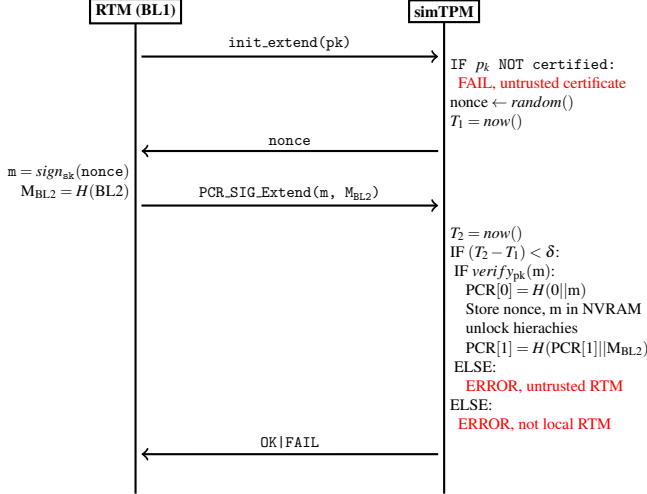 RTM (BL1)
simTPM
init_extend(pk)
IF pk NOT certified:
FAIL, untrusted certificate
nonce ← random()
T1 = now()
nonce
m = signsk(nonce)
MBL2 = H(BL2)
PCR_SIG_Extend(m, MBL2)
T2 = now()
IF (T2 − T1) < δ:
IF verifypk(m):
PCR[0] = H(0||m)
Store nonce, m in NVRAM
unlock hierachies
PCR[1] = H(PCR[1]||MBL2)
ELSE:
ERROR, untrusted RTM
ELSE:
ERROR, not local RTM
OK|FAIL